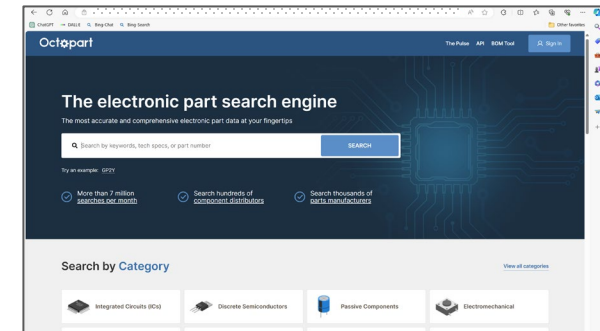 ChatGPT
DALL·E
Bing Chat
Bing Search
Other favorites
Octopart
The Pulse API BOM Tool Sign In
The electronic part search engine
The most accurate and comprehensive electronic part data at your fingertips
Search by keywords, tech specs, or part number SEARCH
Try an example: GP2Y
More than 7 million
searches per month
Search hundreds of
component distributors
Search thousands of
parts manufacturers
Search by Category
View all categories
Integrated Circuits (ICs)
Discrete Semiconductors
Passive Components
Electromechanical